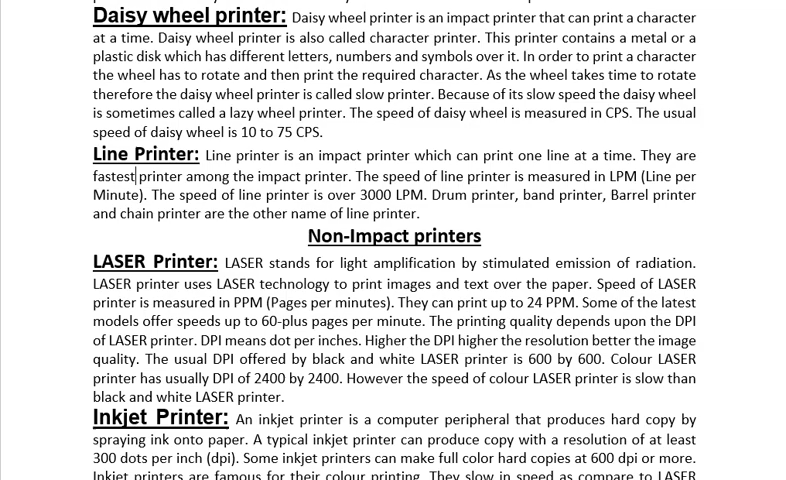 Daisy wheel printer: Daisy wheel printer is an impact printer that can print a character
at a time. Daisy wheel printer is also called character printer. This printer contains a metal or a
plastic disk which has different letters, numbers and symbols over it. In order to print a character
the wheel has to rotate and then print the required character. As the wheel takes time to rotate
therefore the daisy wheel printer is called slow printer. Because of its slow speed the daisy wheel
is sometimes called a lazy wheel printer. The speed of daisy wheel is measured in CPS. The usual
speed of daisy wheel is 10 to 75 CPS.
Line Printer: Line printer is an impact printer which can print one line at a time. They are
fastest printer among the impact printer. The speed of line printer is measured in LPM (Line per
Minute). The speed of line printer is over 3000 LPM. Drum printer, band printer, Barrel printer
and chain printer are the other name of line printer.
Non-Impact printers
LASER Printer: LASER stands for light amplification by stimulated emission of radiation.
LASER printer uses LASER technology to print images and text over the paper. Speed of LASER
printer is measured in PPM (Pages per minutes). They can print up to 24 PPM. Some of the latest
models offer speeds up to 60-plus pages per minute. The printing quality depends upon the DPI
of LASER printer. DPI means dot per inches. Higher the DPI higher the resolution better the image
quality. The usual DPI offered by black and white LASER printer is 600 by 600. Colour LASER
printer has usually DPI of 2400 by 2400. However the speed of colour LASER printer is slow than
black and white LASER printer.
Inkjet Printer: An inkjet printer is a computer peripheral that produces hard copy by
spraying ink onto paper. A typical inkjet printer can produce copy with a resolution of at least
300 dots per inch (dpi). Some inkjet printers can make full color hard copies at 600 dpi or more.
Inkjet printers are famous for their colour printing. They slow in speed as compare to LASER